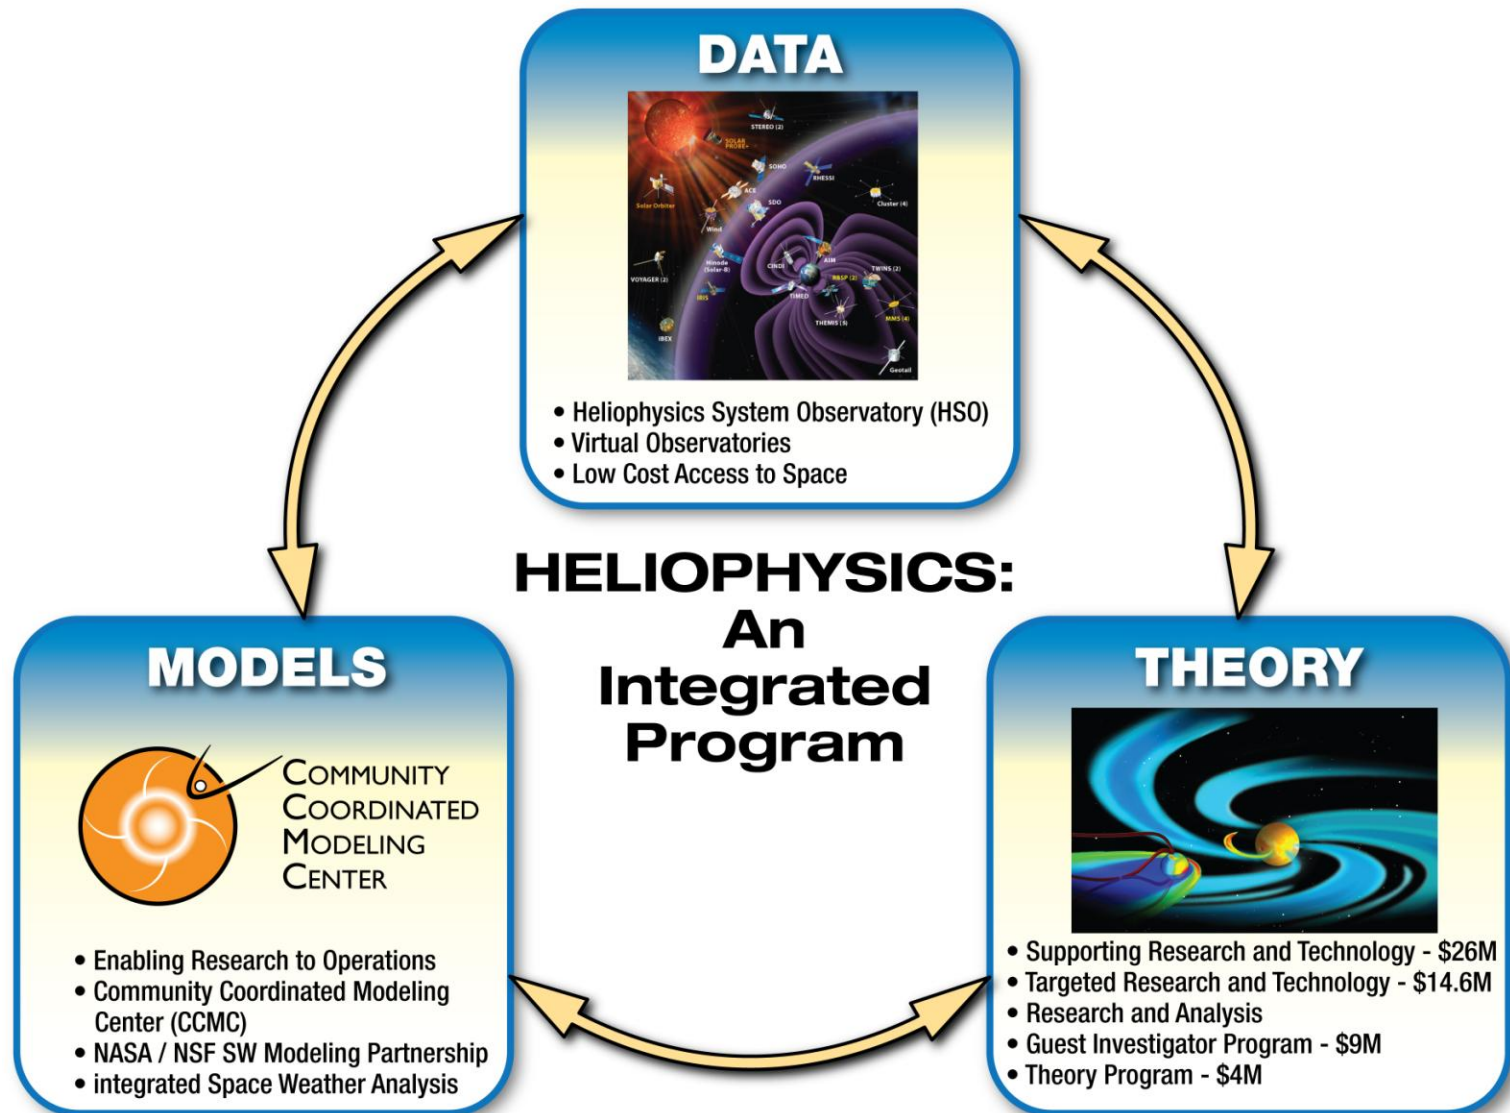 DATA
STEREO (2)
SOLAR
PROBE+
SOHO
RHESSI
ACE
Solar Orbiter
SDO
Cluster (4)
Wind
Hinode
(Solar-B)
AIM
CINDI
VOYAGER (2)
RBSP (2)
TWINS (2)
IRIS
TIMED
THEMIS (5)
MMS (4)
IBEX
Geotail
• Heliophysics System Observatory (HSO)
• Virtual Observatories
• Low Cost Access to Space
HELIOPHYSICS:
An
Integrated
Program
MODELS
COMMUNITY
COORDINATED
MODELING
CENTER
• Enabling Research to Operations
• Community Coordinated Modeling
Center (CCMC)
• NASA / NSF SW Modeling Partnership
• integrated Space Weather Analysis
THEORY
• Supporting Research and Technology - $26M
• Targeted Research and Technology - $14.6M
• Research and Analysis
• Guest Investigator Program - $9M
• Theory Program - $4M